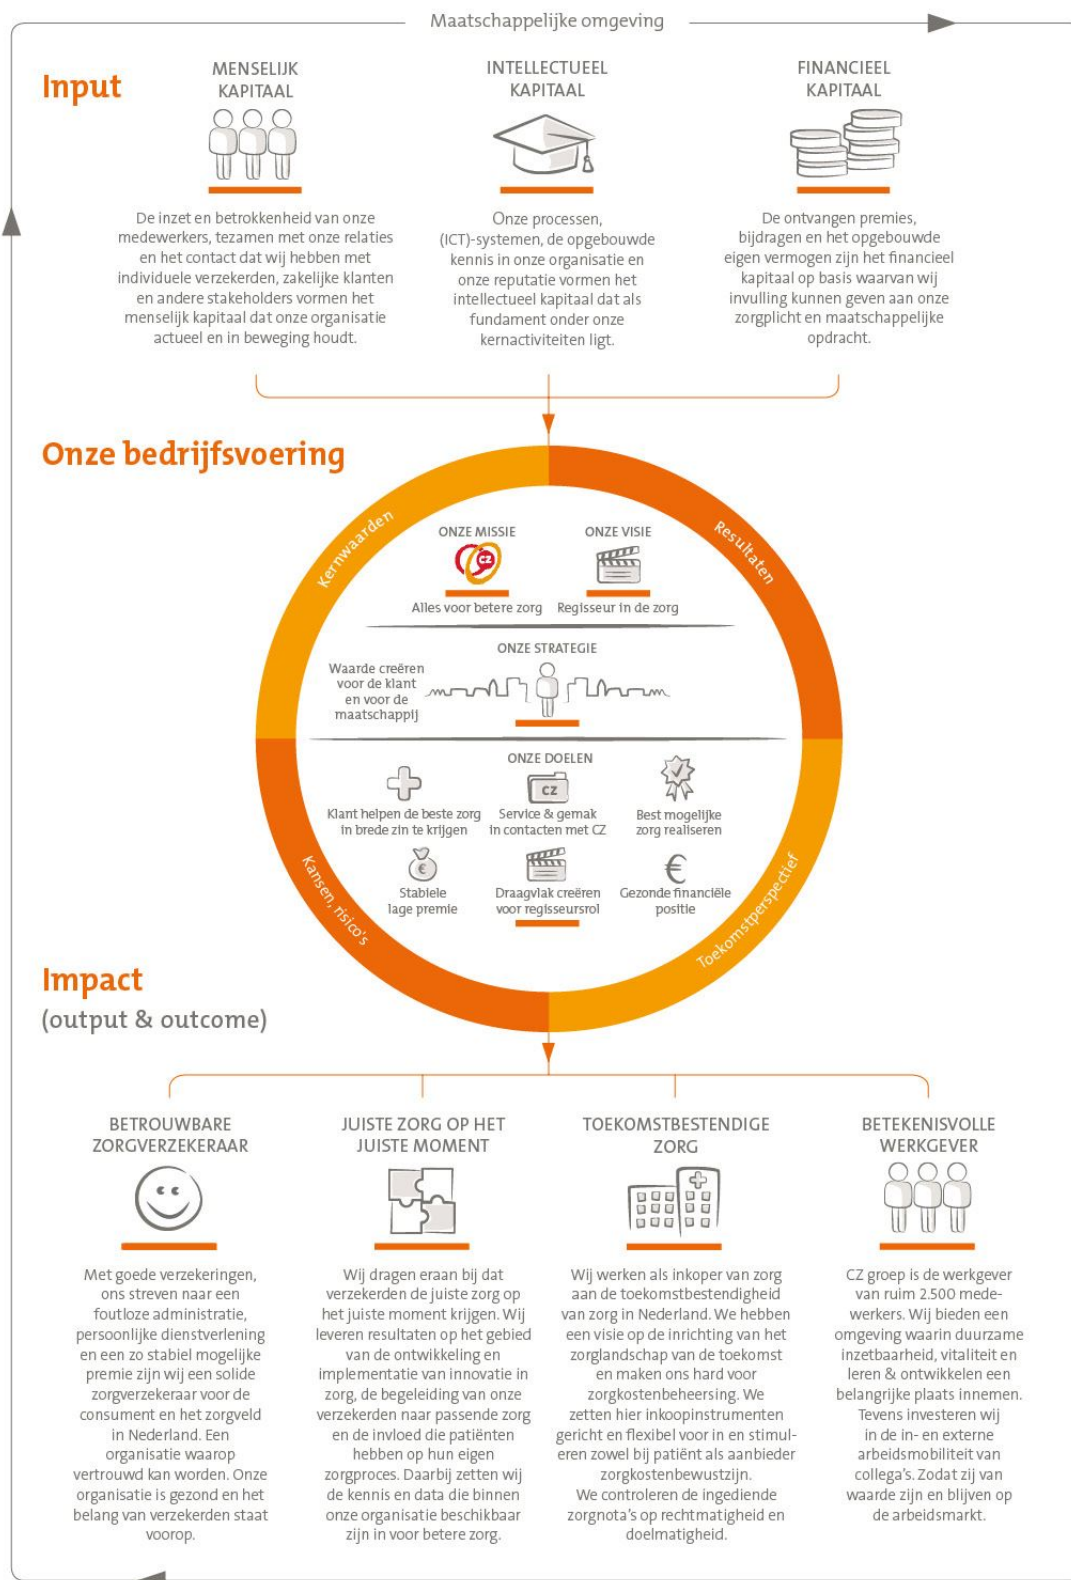 Maatschappelijke omgeving
Input
MENSELIJK
KAPITAAL
De inzet en betrokkenheid van onze
medewerkers, tezamen met onze relaties
en het contact dat wij hebben met
individuele verzekerden, zakelijke klanten
en andere stakeholders vormen het
menselijk kapitaal dat onze organisatie
actueel en in beweging houdt.
INTELLECTUEEL
KAPITAAL
Onze processen,
(ICT)-systemen, de opgebouwde
kennis in onze organisatie en
onze reputatie vormen het
intellectueel kapitaal dat als
fundament onder onze
kernactiviteiten ligt.
FINANCIEEL
KAPITAAL
De ontvangen premies,
bijdragen en het opgebouwde
eigen vermogen zijn het financieel
kapitaal op basis waarvan wij
invulling kunnen geven aan onze
zorgplicht en maatschappelijke
opdracht.
Onze bedrijfsvoering
Kernwaarden
Resultaten
ONZE MISSIE
CZ
Alles voor betere zorg
ONZE VISIE
Regisseur in de zorg
ONZE STRATEGIE
Waarde creëren
voor de klant
en voor de
maatschappij
ONZE DOELEN
Klant helpen de beste zorg
in brede zin te krijgen
CZ
Service & gemak
in contacten met CZ
Best mogelijke
zorg realiseren
€
Stabiele
lage premie
Draagvlak creëren
voor regisseursrol
€
Gezonde financiële
positie
Kansen, risico's
Toekomstperspectief
Impact
(output & outcome)
BETROUWBARE
ZORGVERZEKERAAR
Met goede verzekeringen,
ons streven naar een
foutloze administratie,
persoonlijke dienstverlening
en een zo stabiel mogelijke
premie zijn wij een solide
zorgverzekeraar voor de
consument en het zorgveld
in Nederland. Een
organisatie waarop
vertrouwd kan worden. Onze
organisatie is gezond en het
belang van verzekerden staat
voorop.
JUISTE ZORG OP HET
JUISTE MOMENT
Wij dragen eraan bij dat
verzekerden de juiste zorg op
het juiste moment krijgen. Wij
leveren resultaten op het gebied
van de ontwikkeling en
implementatie van innovatie in
zorg, de begeleiding van onze
verzekerden naar passende zorg
en de invloed die patiënten
hebben op hun eigen
zorgproces. Daarbij zetten wij
de kennis en data die binnen
onze organisatie beschikbaar
zijn in voor betere zorg.
TOEKOMSTBESTENDIGE
ZORG
Wij werken als inkoper van zorg
aan de toekomstbestendigheid
van zorg in Nederland. We hebben
een visie op de inrichting van het
zorglandschap van de toekomst
en maken ons hard voor
zorgkostenbeheersing. We
zetten hier inkoopinstrumenten
gericht en flexibel voor in en stimul-
eren zowel bij patiënt als aanbieder
zorgkostenbewustzijn.
We controleren de ingediende
zorgnota's op rechtmatigheid en
doelmatigheid.
BETEKENISVOLLE
WERKGEVER
CZ groep is de werkgever
van ruim 2.500 mede-
werkers. Wij bieden een
omgeving waarin duurzame
inzetbaarheid, vitaliteit en
leren & ontwikkelen een
belangrijke plaats innemen.
Tevens investeren wij
in de in- en externe
arbeidsmobiliteit van
collega's. Zodat zij van
waarde zijn en blijven op
de arbeidsmarkt.